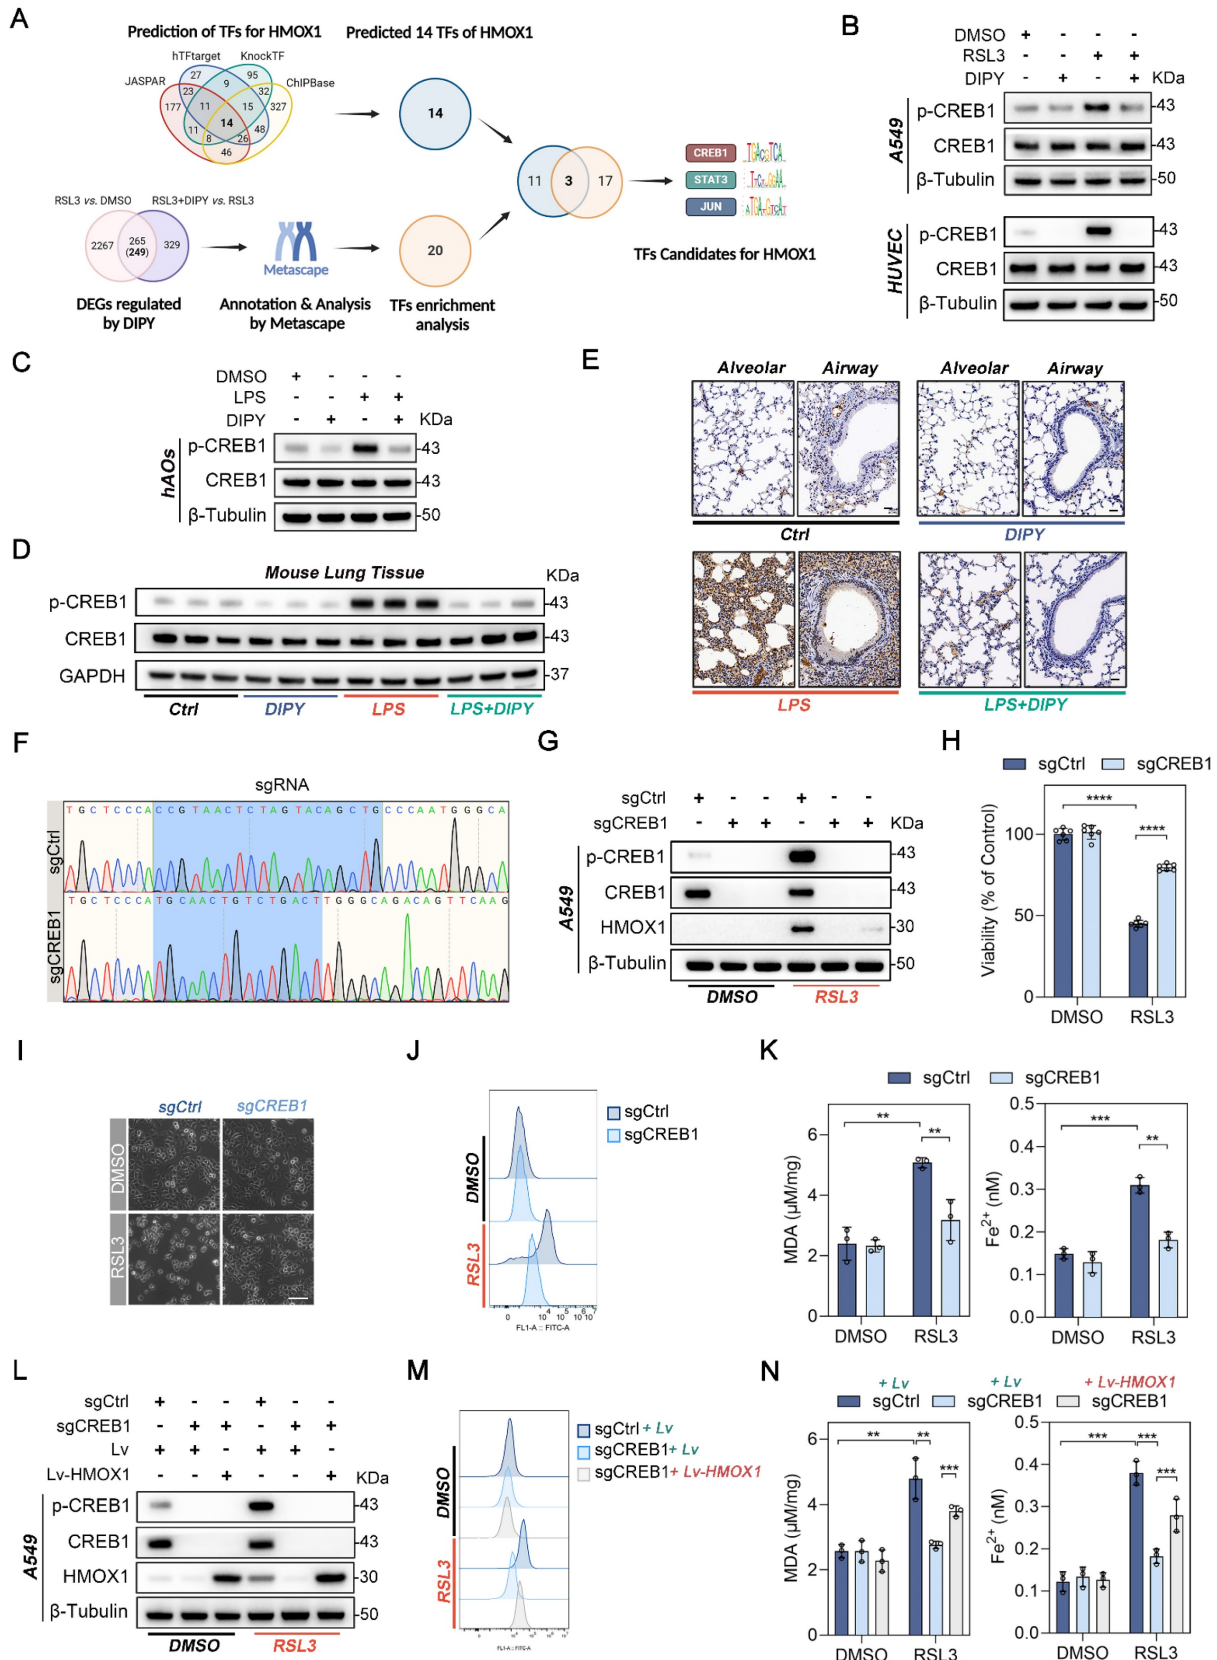 A
Prediction of TFs for HMOX1
Predicted 14 TFs of HMOX1
hTFtarget
KnockTF
JASPAR
ChIPBase
27
95
23
9
32
177
11
15
327
14
11
8
26
48
46
14
11
3
17
CREB1
STAT3
JUN
TFs Candidates for HMOX1
RSL3 vs. DMSO
RSL3+DIPY vs. RSL3
2267
265
(249)
329
Metascape
20
DEGs regulated
by DIPY
Annotation & Analysis
by Metascape
TFs enrichment
analysis
B
DMSO + - - -
RSL3 - - + +
DIPY - + - + KDa
A549
p-CREB1 -43
CREB1 -43
β-Tubulin -50
HUVEC
p-CREB1 -43
CREB1 -43
β-Tubulin -50
C
DMSO + - - -
LPS - - + +
DIPY - + - + KDa
hAOs
p-CREB1 -43
CREB1 -43
β-Tubulin -50
D
Mouse Lung Tissue
KDa
p-CREB1 -43
CREB1 -43
GAPDH -37
Ctrl DIPY LPS LPS+DIPY
E
Alveolar Airway Alveolar Airway
Ctrl DIPY
LPS LPS+DIPY
F
sgRNA
sgCtrl
TGCTCCCACCGTAACTCTAGTACAGCTGCCCAATGGGCA
sgCREB1
TGCTCCCATGCAACTGTCTGACTTGGGCAGACAGTTCAAG
G
sgCtrl + - - + - -
sgCREB1 - + + - + + KDa
A549
p-CREB1 -43
CREB1 -43
HMOX1 -30
β-Tubulin -50
DMSO RSL3
H
sgCtrl sgCREB1
Viability (% of Control)
100
50
0
****
****
DMSO RSL3
I
sgCtrl sgCREB1
DMSO
RSL3
J
sgCtrl
sgCREB1
DMSO
RSL3
0 10⁴ 10⁵ 10⁶ 10⁷
FL1-A :: FITC-A
K
sgCtrl sgCREB1
MDA (μM/mg)
6
4
2
0
**
**
DMSO RSL3
Fe²⁺ (nM)
0.5
0.4
0.3
0.2
0.1
0.0
***
**
DMSO RSL3
L
sgCtrl + - - + - -
sgCREB1 - + + - + +
Lv + + - + + -
Lv-HMOX1 - - + - - + KDa
A549
p-CREB1 -43
CREB1 -43
HMOX1 -30
β-Tubulin -50
DMSO RSL3
M
sgCtrl + Lv
sgCREB1+ Lv
sgCREB1+ Lv-HMOX1
DMSO
RSL3
FL1-A :: FITC-A
N
+ Lv + Lv + Lv-HMOX1
sgCtrl sgCREB1 sgCREB1
MDA (μM/mg)
6
4
2
0
** **
***
DMSO RSL3
Fe²⁺ (nM)
0.5
0.4
0.3
0.2
0.1
0.0
*** ***
***
DMSO RSL3